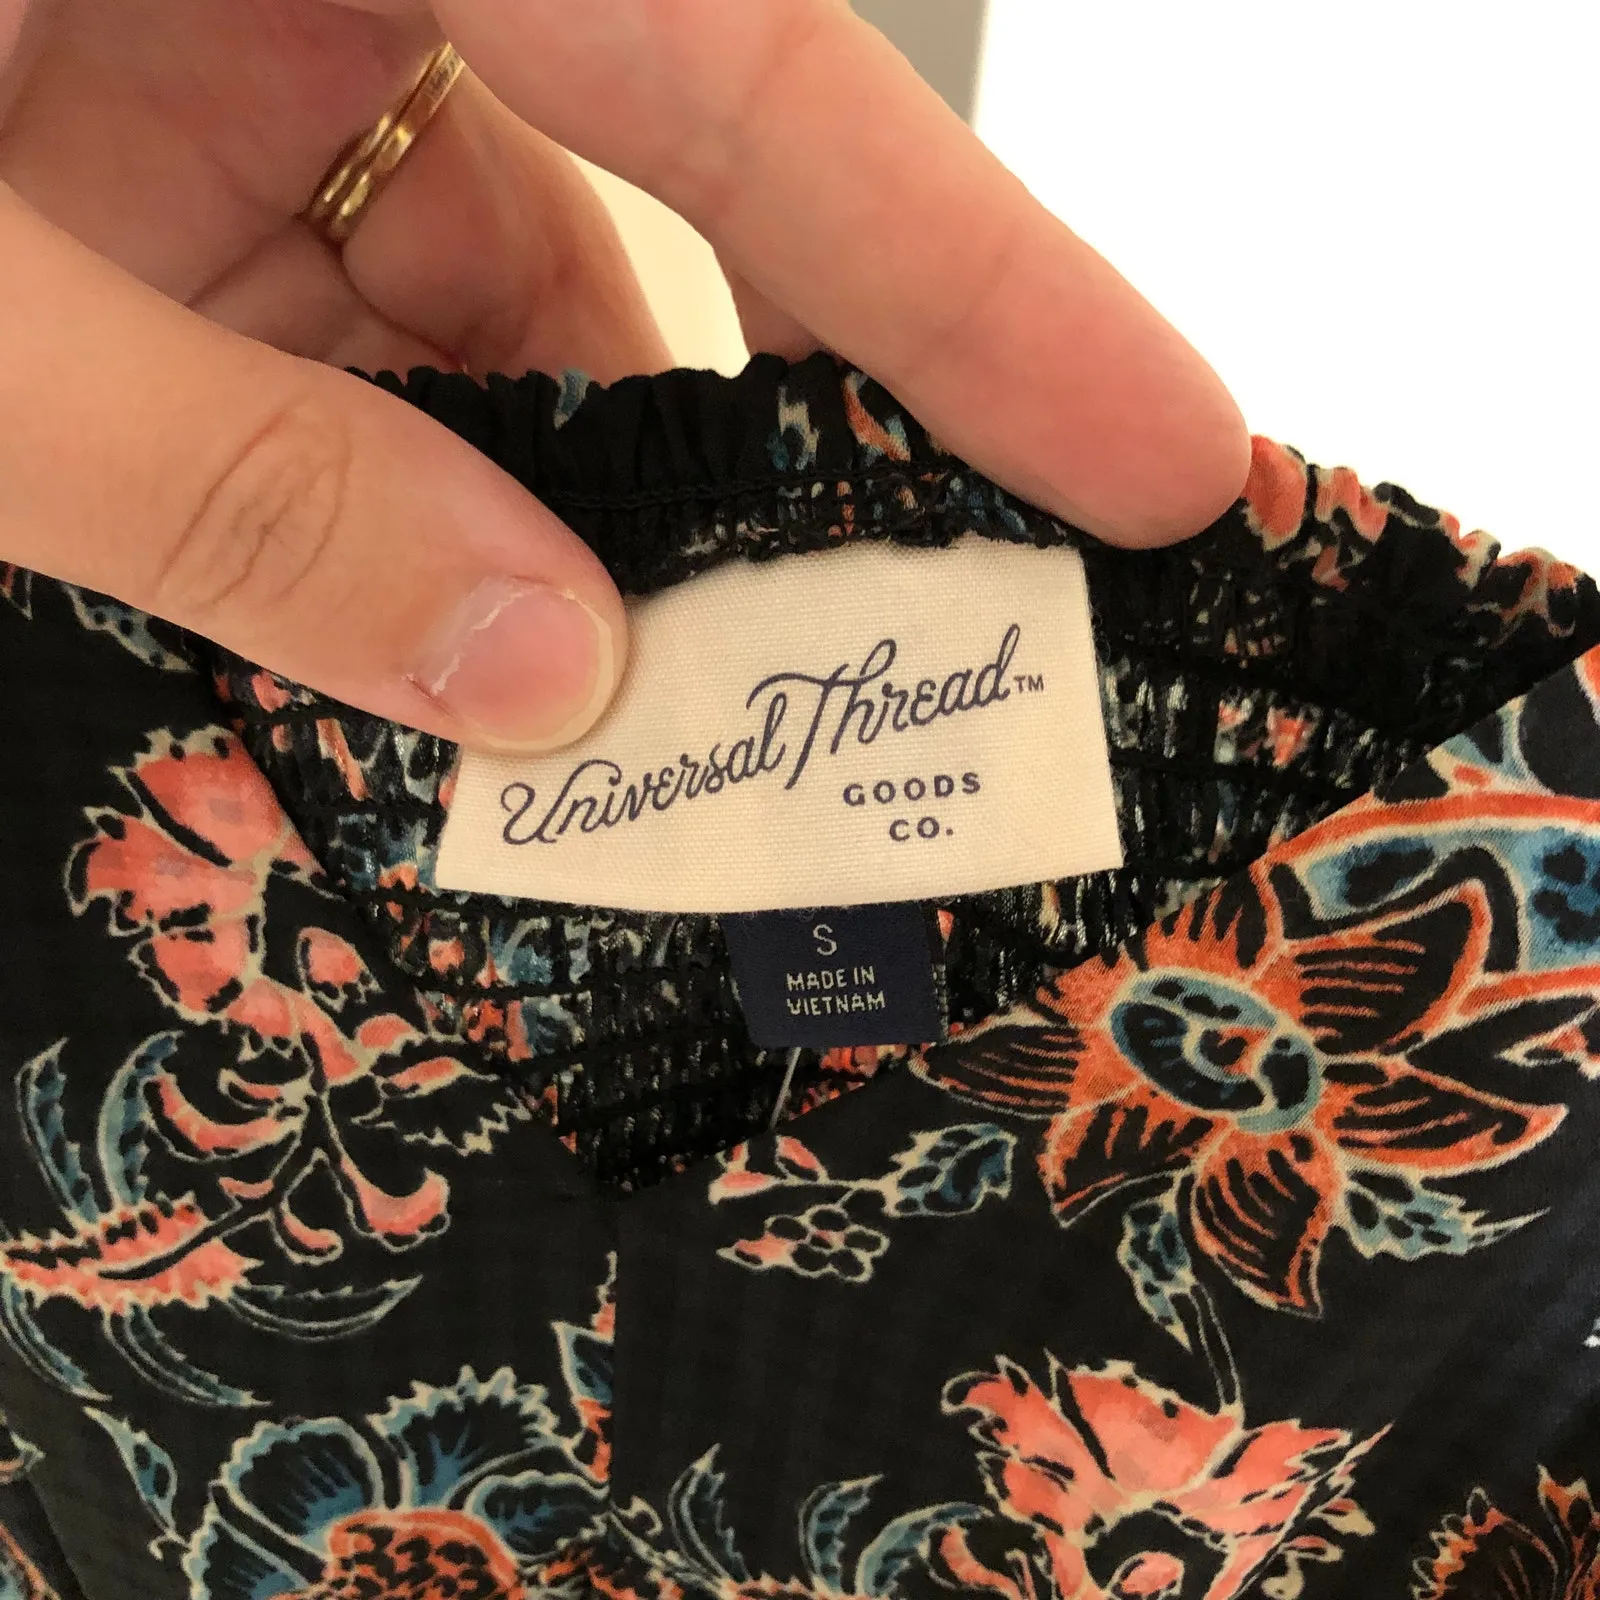 Universal Thread™
GOODS
CO.
S
MADE IN
VIETNAM